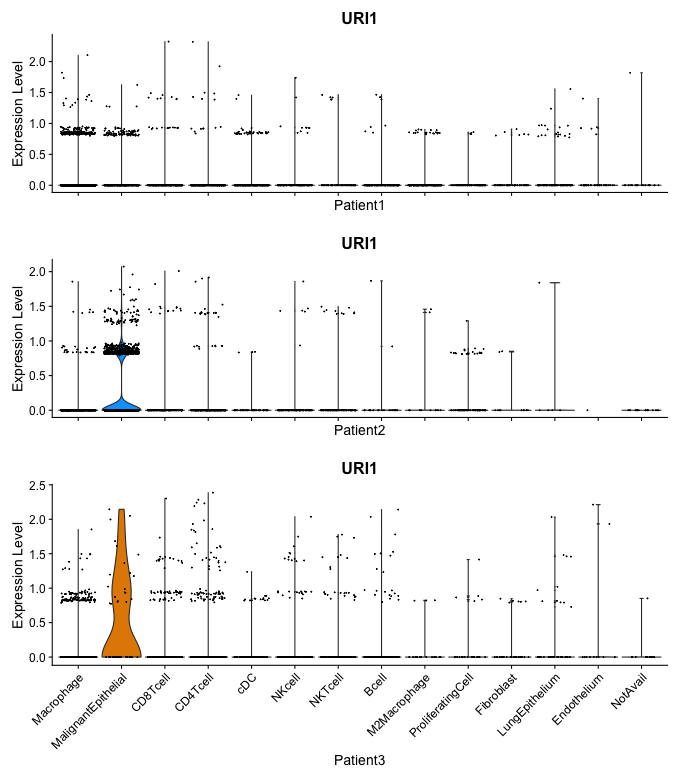 URI1
Expression Level
2.0
1.5
1.0
0.5
0.0
Patient1
URI1
Expression Level
2.0
1.5
1.0
0.5
0.0
Patient2
URI1
Expression Level
2.5
2.0
1.5
1.0
0.5
0.0
Macrophage
MalignantEpithelial
CD8Tcell
CD4Tcell
cDC
NKcell
NKTcell
Bcell
M2Macrophage
ProliferatingCell
Fibroblast
LungEpithelium
Endothelium
NotAvail
Patient3